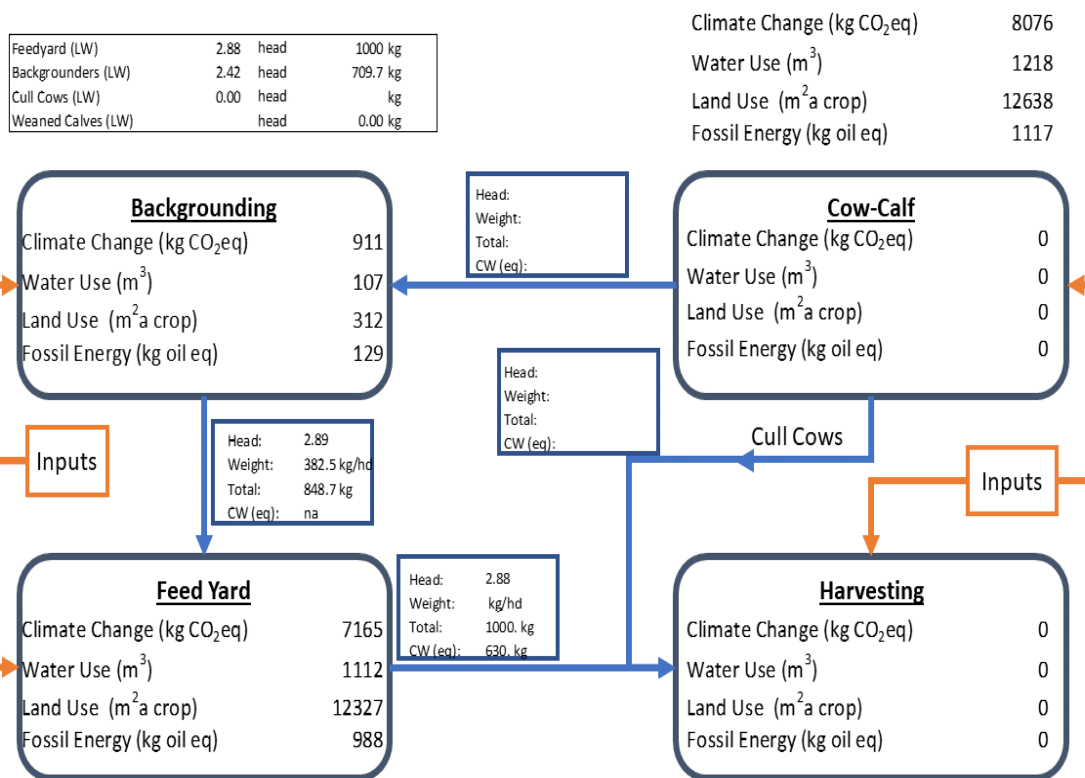 Climate Change (kg CO₂eq) 8076
Water Use (m³) 1218
Land Use (m²a crop) 12638
Fossil Energy (kg oil eq) 1117
Feedyard (LW) 2.88 head 1000 kg
Backgrounders (LW) 2.42 head 709.7 kg
Cull Cows (LW) 0.00 head kg
Weaned Calves (LW) head 0.00 kg
Backgrounding
Climate Change (kg CO₂eq) 911
Water Use (m³) 107
Land Use (m²a crop) 312
Fossil Energy (kg oil eq) 129
Head:
Weight:
Total:
CW (eq):
Cow-Calf
Climate Change (kg CO₂eq) 0
Water Use (m³) 0
Land Use (m²a crop) 0
Fossil Energy (kg oil eq) 0
Head:
Weight:
Total:
CW (eq):
Cull Cows
Inputs
Head: 2.89
Weight: 382.5 kg/hd
Total: 848.7 kg
CW (eq): na
Inputs
Feed Yard
Climate Change (kg CO₂eq) 7165
Water Use (m³) 1112
Land Use (m²a crop) 12327
Fossil Energy (kg oil eq) 988
Head: 2.88
Weight: kg/hd
Total: 1000. kg
CW (eq): 630. kg
Harvesting
Climate Change (kg CO₂eq) 0
Water Use (m³) 0
Land Use (m²a crop) 0
Fossil Energy (kg oil eq) 0